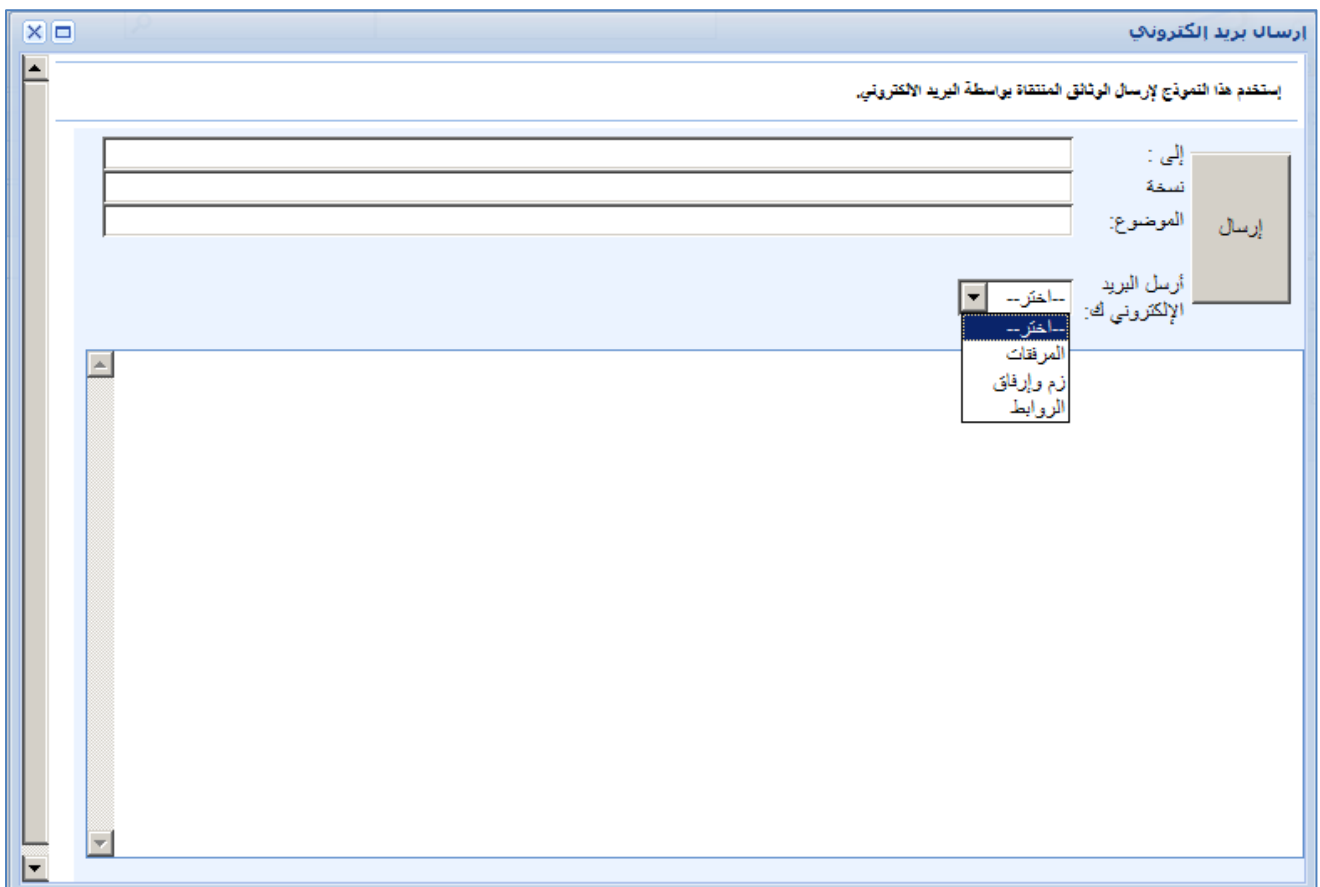 إرسال بريد إلكتروني
إستخدم هذا النموذج لإرسال الوثائق المنتقاة بواسطة البريد الالكتروني.
إرسال
إلى :
نسخة
الموضوع:
أرسل البريد
الإلكتروني ك:
--اختر--
--اختر--
المرفقات
زم وإرفاق
الروابط